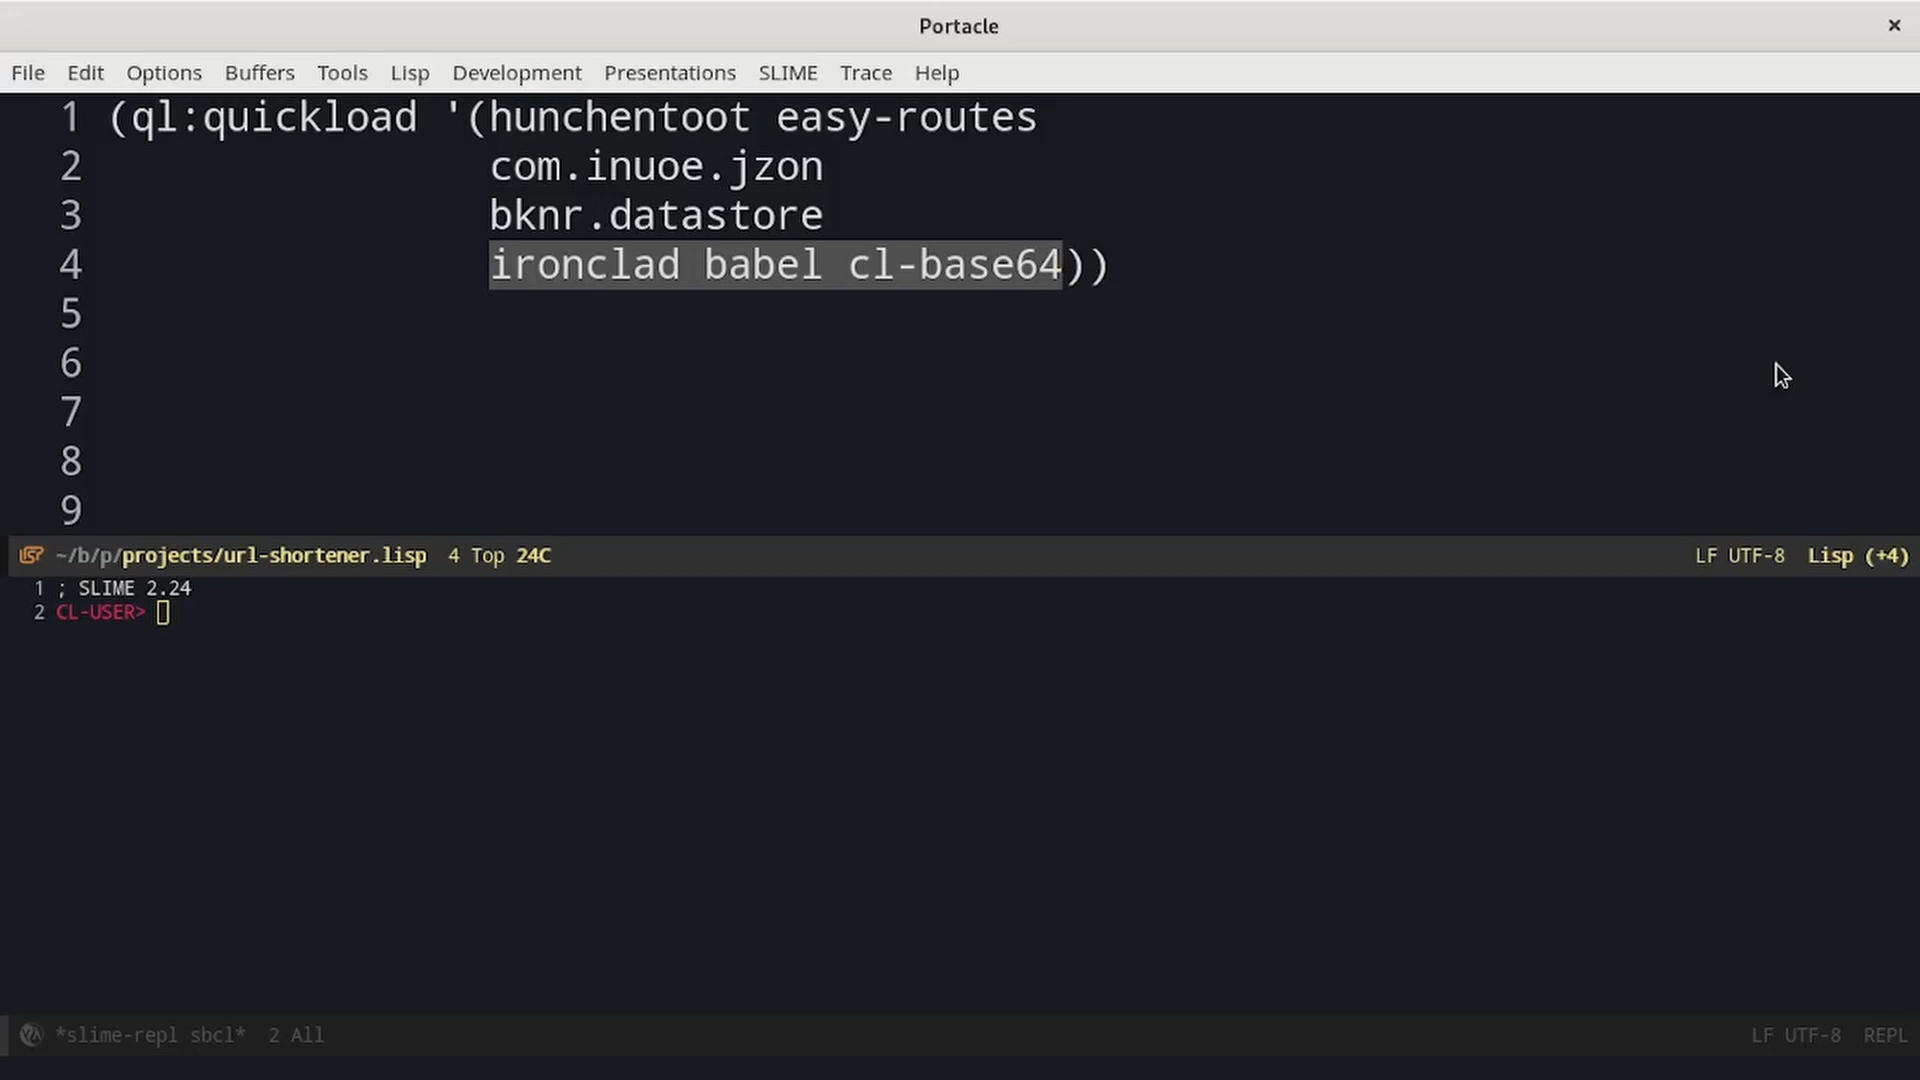 Portacle ×
File Edit Options Buffers Tools Lisp Development Presentations SLIME Trace Help
1 (ql:quickload '(hunchentoot easy-routes
2 com.inuoe.jzon
3 bknr.datastore
4 ironclad babel cl-base64))
5
6
7
8
9
~/b/p/projects/url-shortener.lisp 4 Top 24C LF UTF-8 Lisp (+4)
1 ; SLIME 2.24
2 CL-USER>
*slime-repl sbcl* 2 All LF UTF-8 REPL